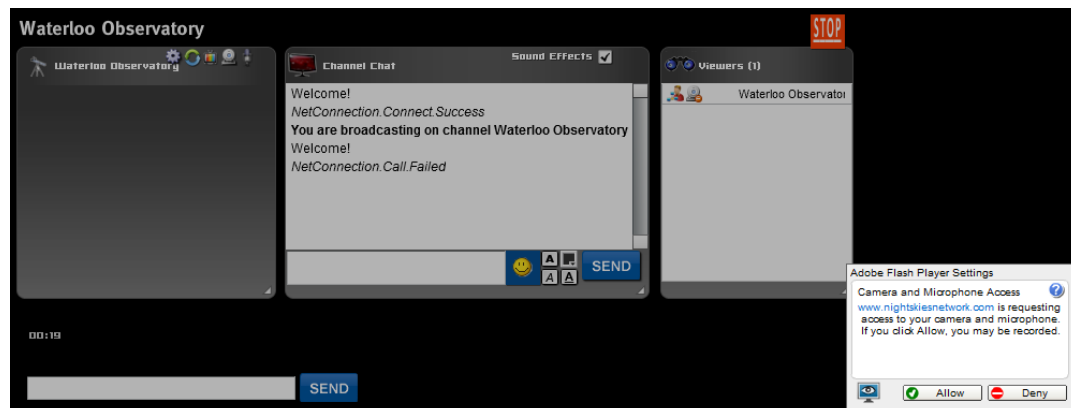 Waterloo Observatory
STOP
Waterloo Observatory
Channel Chat
Sound Effects
Viewers (1)
Welcome!
NetConnection.Connect.Success
You are broadcasting on channel Waterloo Observatory
Welcome!
NetConnection.Call.Failed
Waterloo Observator
A
A A
SEND
Adobe Flash Player Settings
Camera and Microphone Access
?
www.nightskiesnetwork.com is requesting
access to your camera and microphone.
If you click Allow, you may be recorded.
Allow
Deny
00:19
SEND